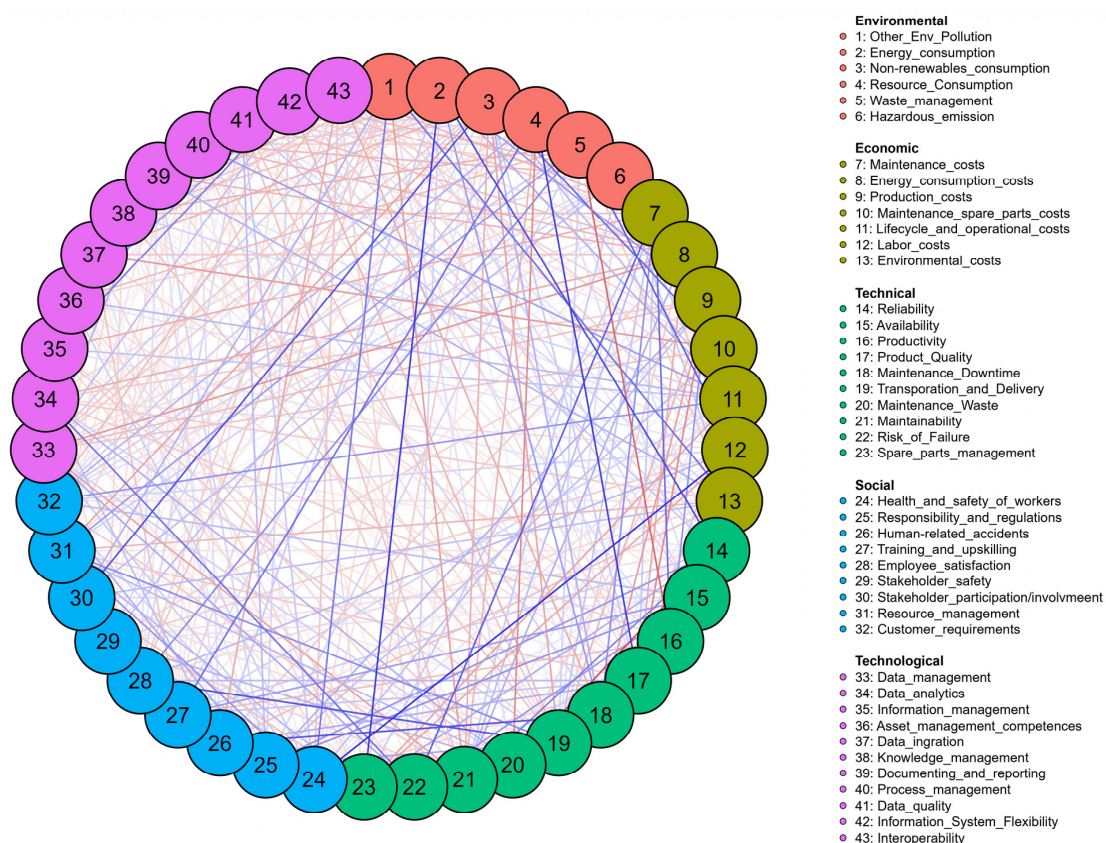 1
2
3
4
5
6
7
8
9
10
11
12
13
14
15
16
17
18
19
20
21
22
23
24
25
26
27
28
29
30
31
32
33
34
35
36
37
38
39
40
41
42
43
Environmental
1: Other_Env_Pollution
2: Energy_consumption
3: Non-renewables_consumption
4: Resource_Consumption
5: Waste_management
6: Hazardous_emission
Economic
7: Maintenance_costs
8: Energy_consumption_costs
9: Production_costs
10: Maintenance_spare_parts_costs
11: Lifecycle_and_operational_costs
12: Labor_costs
13: Environmental_costs
Technical
14: Reliability
15: Availability
16: Productivity
17: Product_Quality
18: Maintenance_Downtime
19: Transporation_and_Delivery
20: Maintenance_Waste
21: Maintainability
22: Risk_of_Failure
23: Spare_parts_management
Social
24: Health_and_safety_of_workers
25: Responsibility_and_regulations
26: Human-related_accidents
27: Training_and_upskilling
28: Employee_satisfaction
29: Stakeholder_safety
30: Stakeholder_participation/involvmeent
31: Resource_management
32: Customer_requirements
Technological
33: Data_management
34: Data_analytics
35: Information_management
36: Asset_management_competences
37: Data_ingration
38: Knowledge_management
39: Documenting_and_reporting
40: Process_management
41: Data_quality
42: Information_System_Flexibility
43: Interoperability